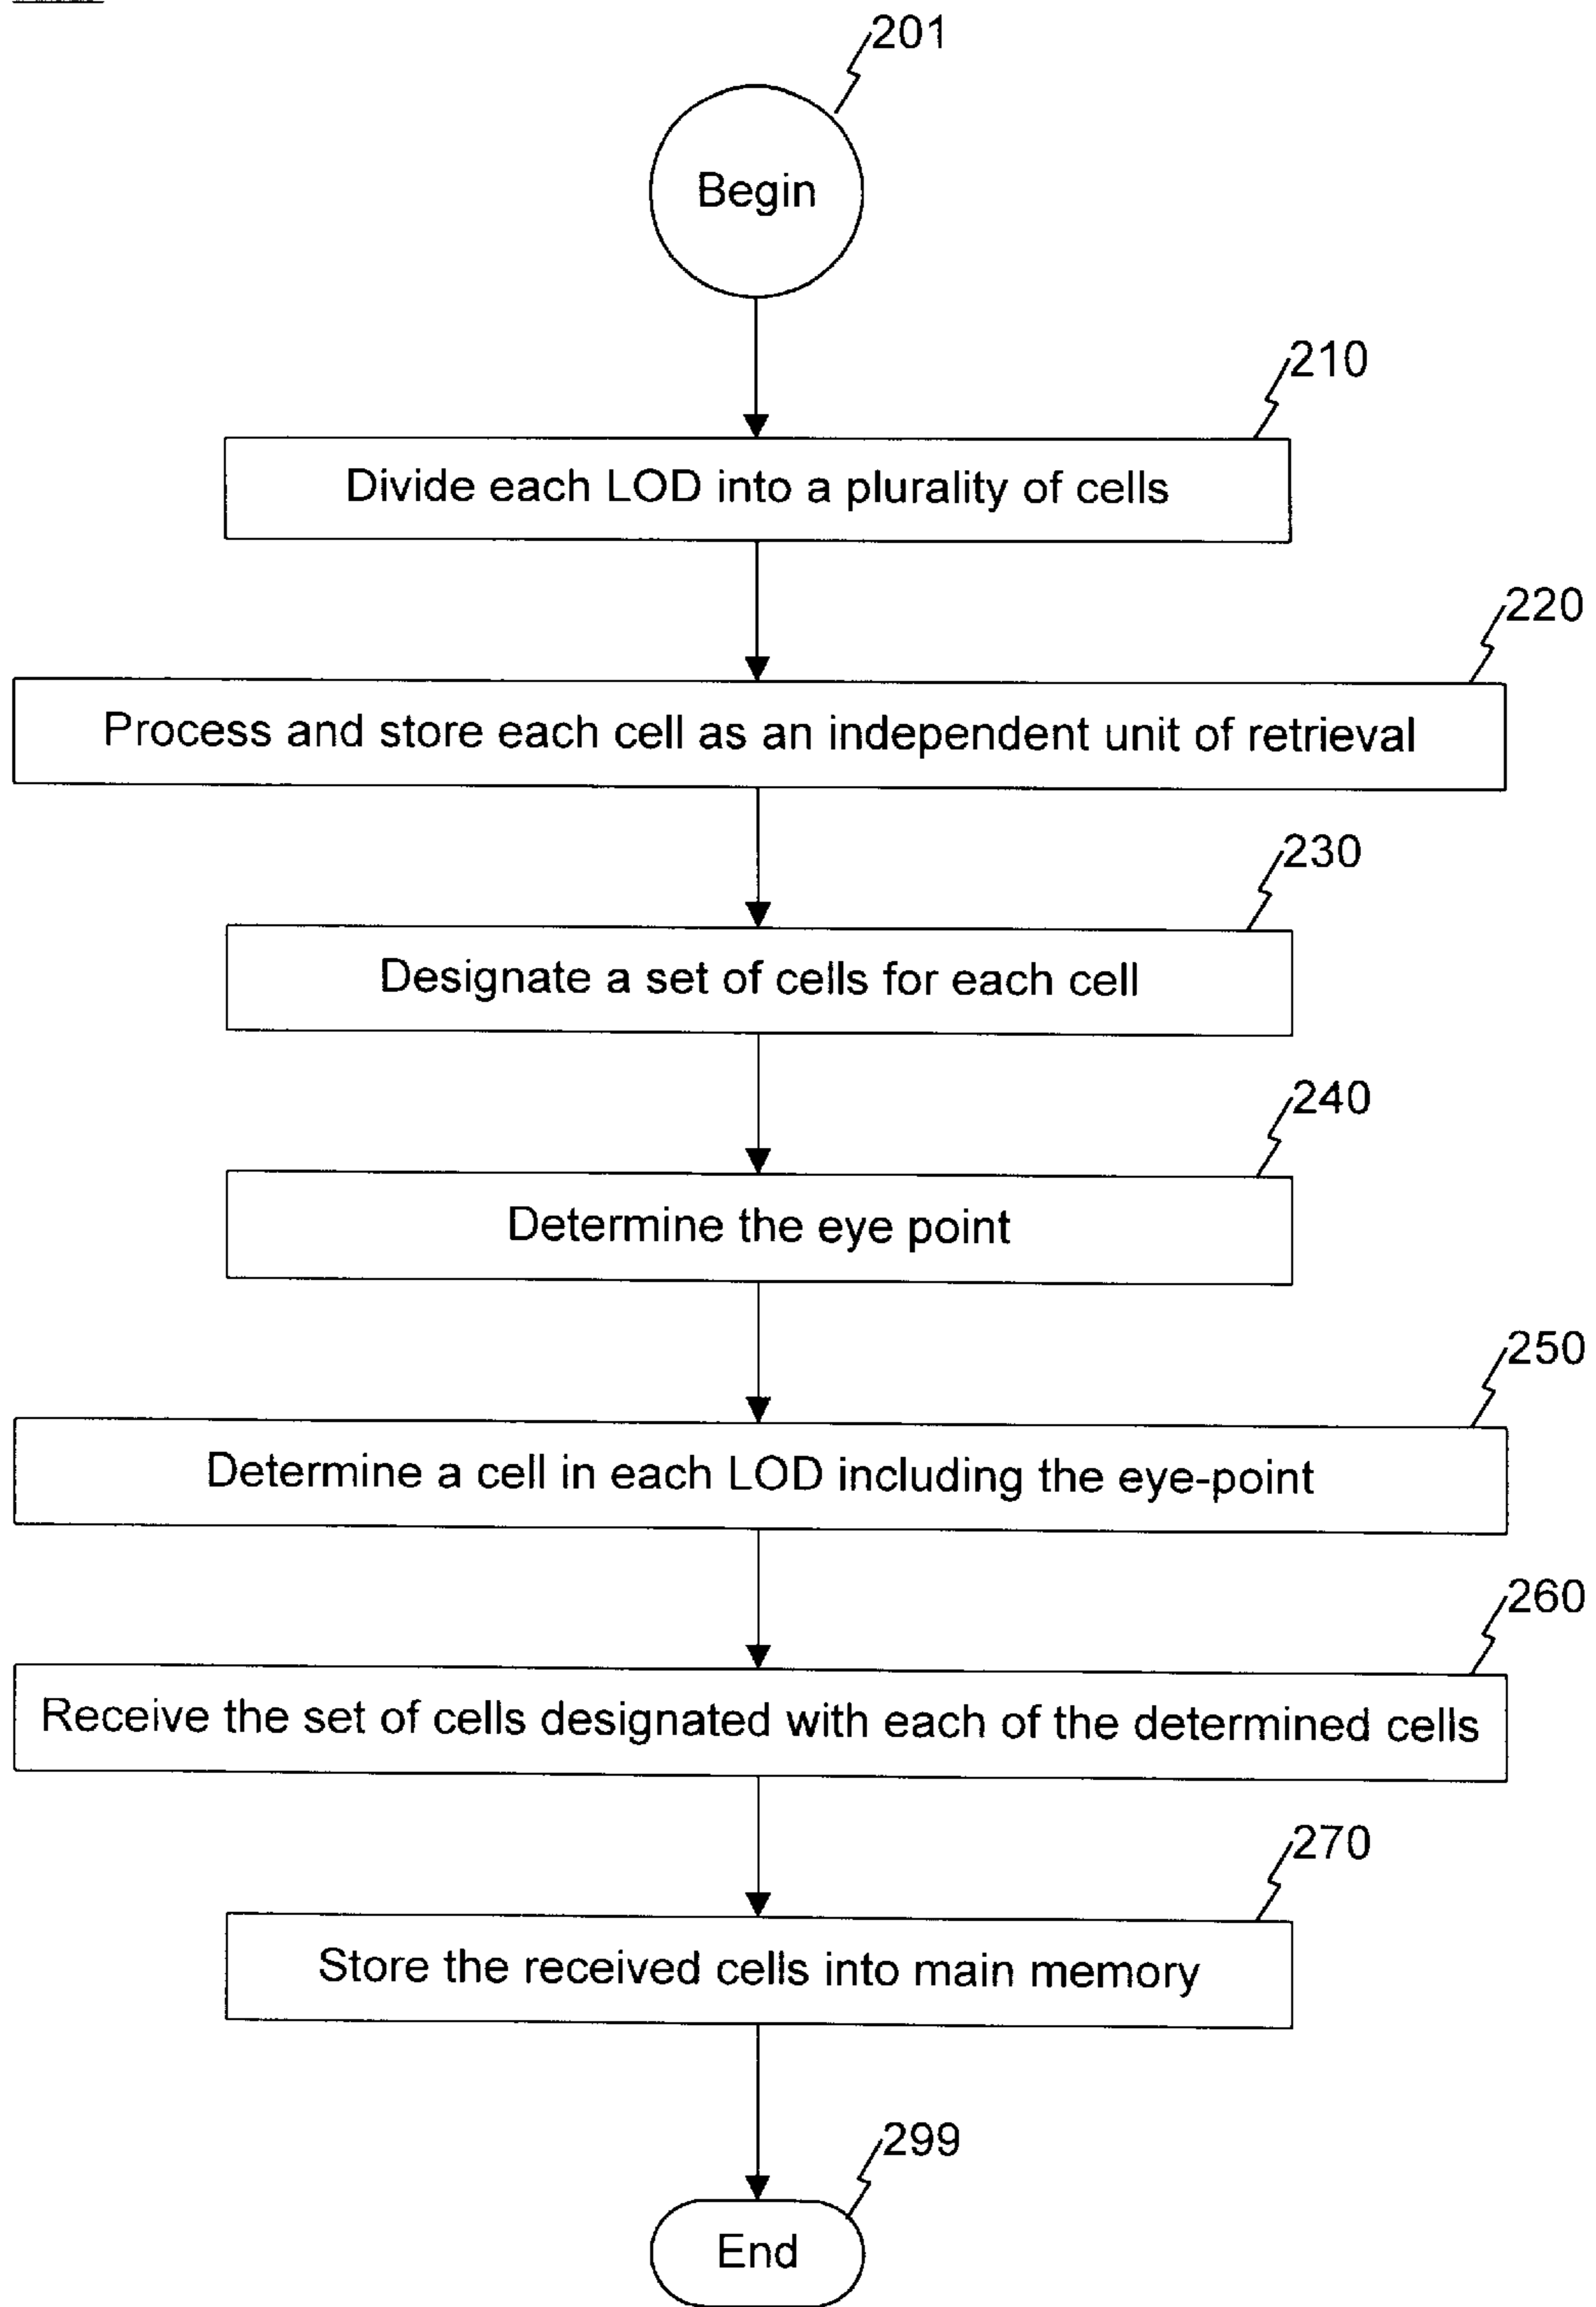 201
Begin
210
Divide each LOD into a plurality of cells
220
Process and store each cell as an independent unit of retrieval
230
Designate a set of cells for each cell
240
Determine the eye point
250
Determine a cell in each LOD including the eye-point
260
Receive the set of cells designated with each of the determined cells
270
Store the received cells into main memory
299
End